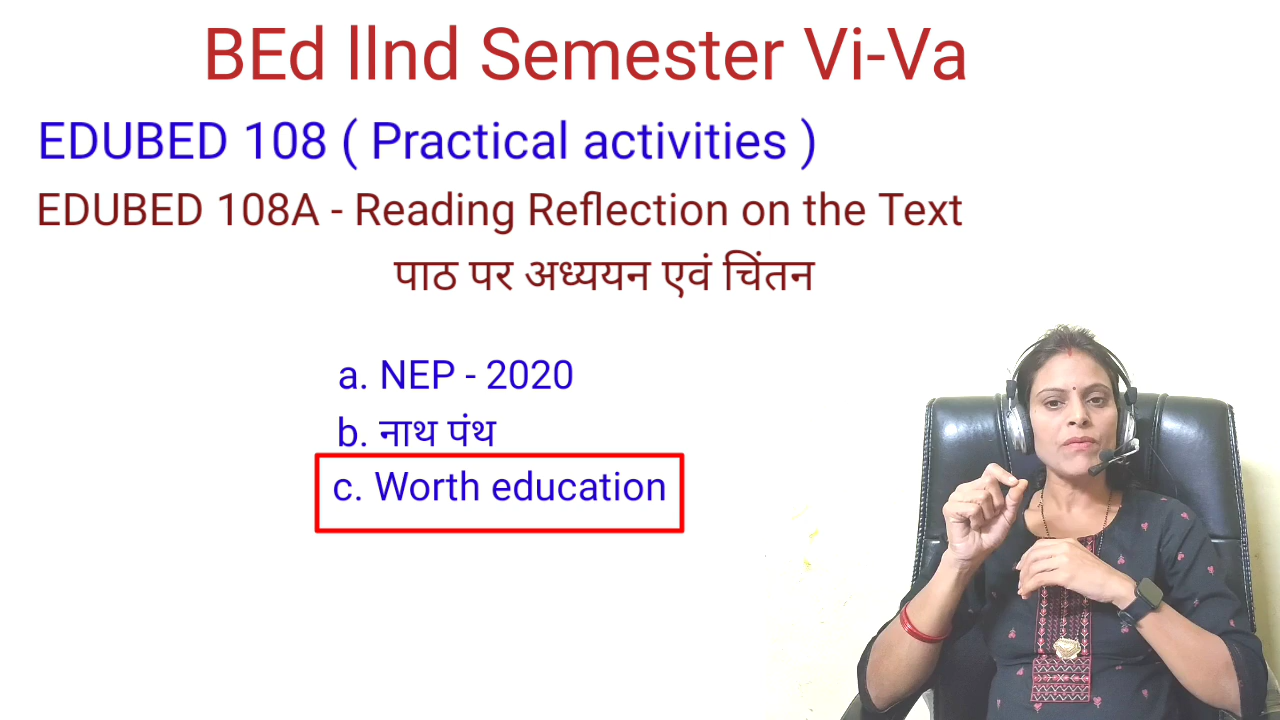 BEd llnd Semester Vi-Va
EDUBED 108 ( Practical activities )
EDUBED 108A - Reading Reflection on the Text
पाठ पर अध्ययन एवं चिंतन
a. NEP - 2020
b. नाथ पंथ
c. Worth education